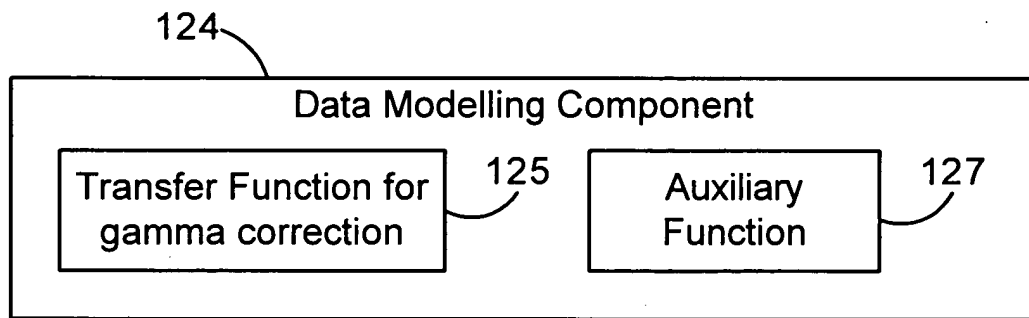 124
Data Modelling Component
Transfer Function for
gamma correction
125
Auxiliary
Function
127